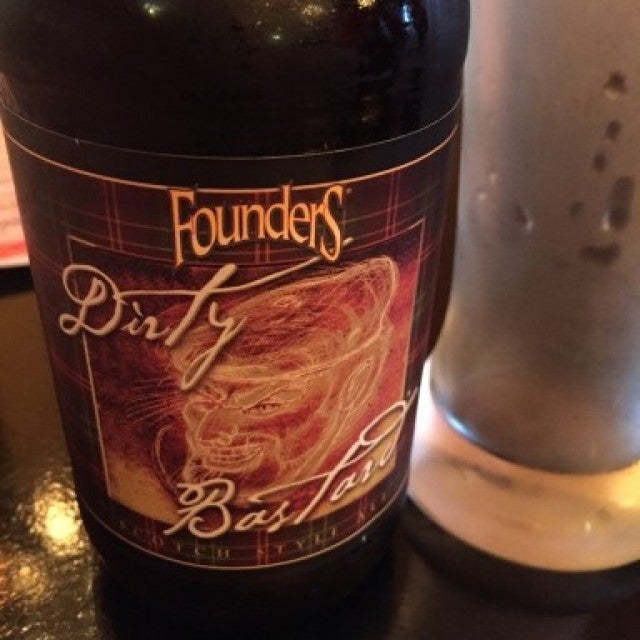 Founders
Dirty
Bastard
SCOTCH STYLE ALE